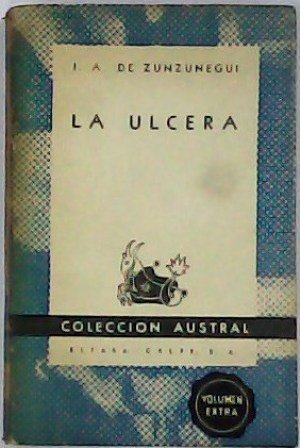 J. A. DE ZUNZUNEGUI
LA ULCERA
COLECCION AUSTRAL
ESPASA CALPE, S. A.
VOLUMEN
EXTRA